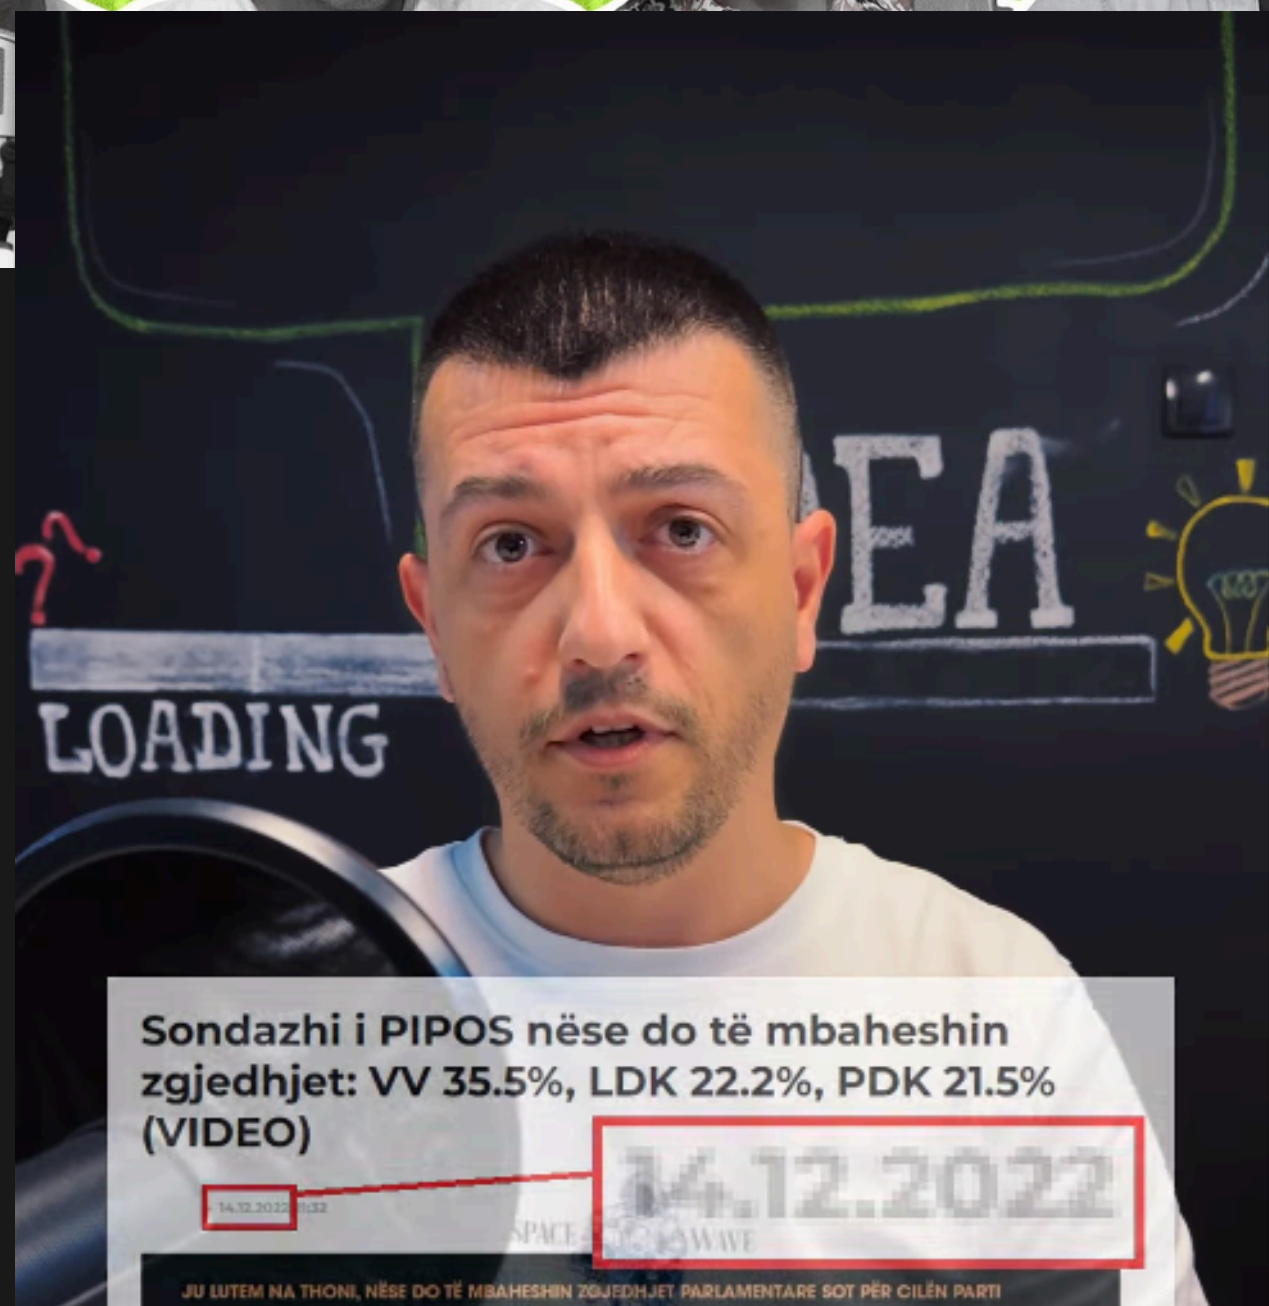 EA
LOADING
Sondazhi i PIPOS nëse do të mbaheshin
zgjedhjet: VV 35.5%, LDK 22.2%, PDK 21.5%
(VIDEO)
14.12.2022
14.12.2022 11:32
SPACE WAVE
JU LUTEM NA THONI, NËSE DO TË MBAHESHIN ZGJEDHJET PARLAMENTARE SOT PËR CILËN PARTI